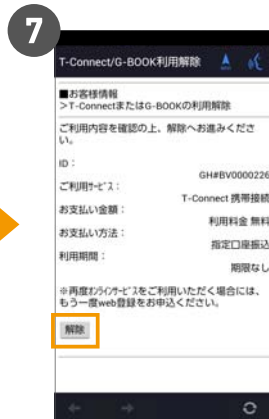 7
T-Connect/G-BOOK利用解除
■お客様情報
>T-ConnectまたはG-BOOKの利用解除
ご利用内容を確認の上、解除へお進みくださ
い。
ID：
GH#BV0000226
ご利用ｻｰﾋﾞｽ：
T-Connect 携帯接続
お支払い金額：
利用料金 無料
お支払い方法：
指定口座振込
利用期間：
期限なし
※再度ｵﾝﾗｲﾝｻｰﾋﾞｽをご利用いただく場合には、
もう一度web登録をお申込ください。
解除